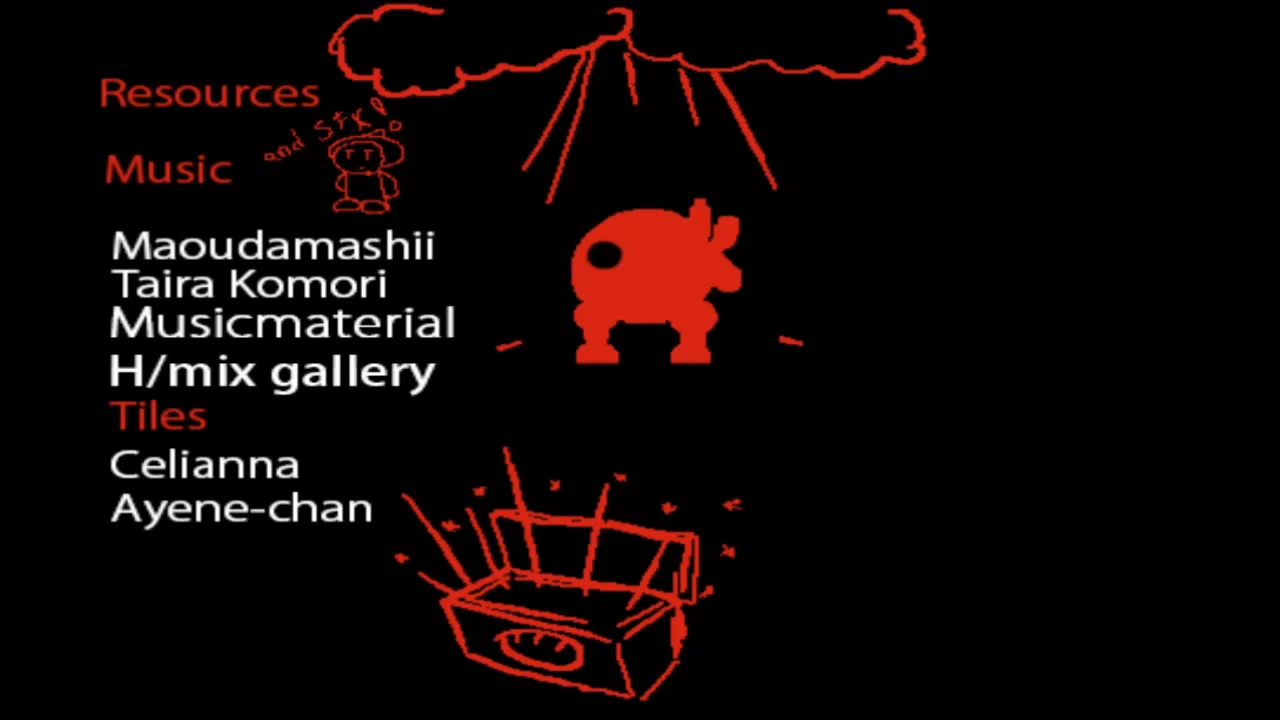 Resources
and SFX
Music
Maoudamashii
Taira Komori
Musicmaterial
H/mix gallery
Tiles
Celianna
Ayene-chan